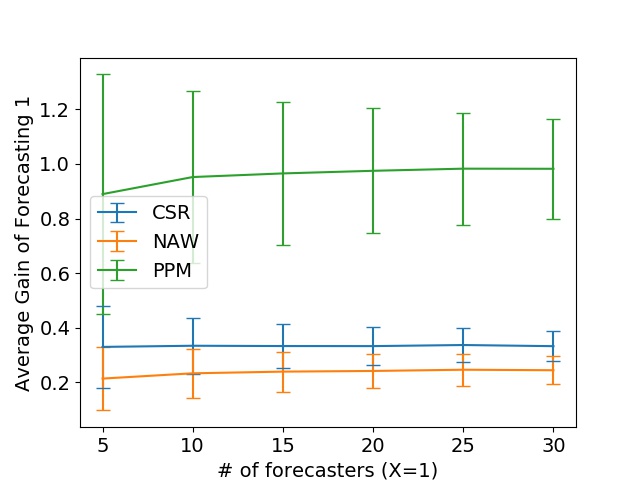 Average Gain of Forecasting 1
1.2
1.0
0.8
0.6
0.4
0.2
CSR
NAW
PPM
5 10 15 20 25 30
# of forecasters (X=1)